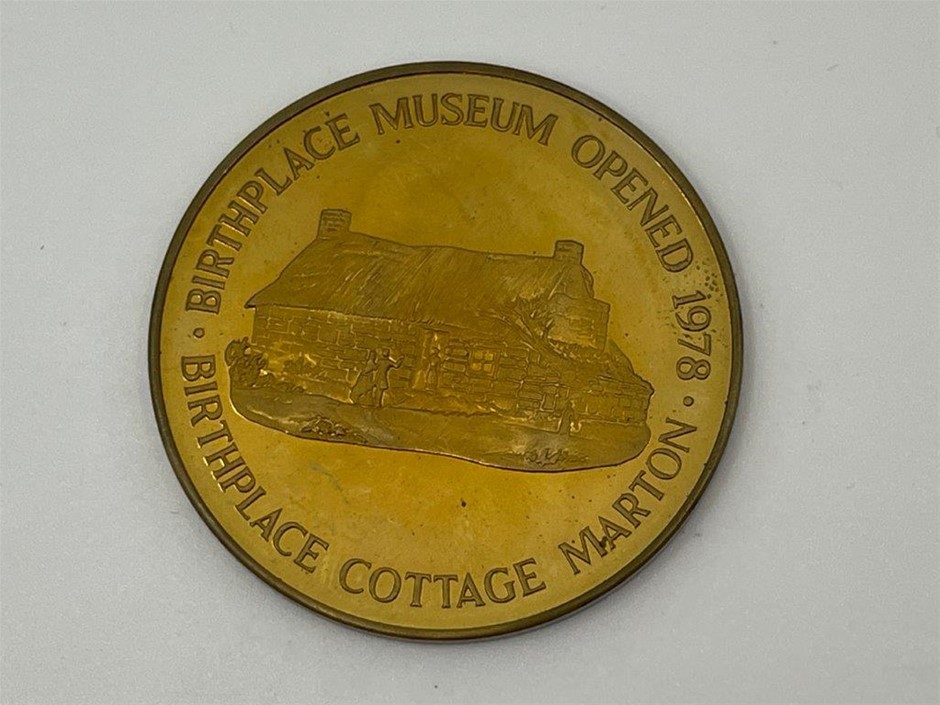 · BIRTHPLACE MUSEUM OPENED 1978 ·
BIRTHPLACE COTTAGE MARTON